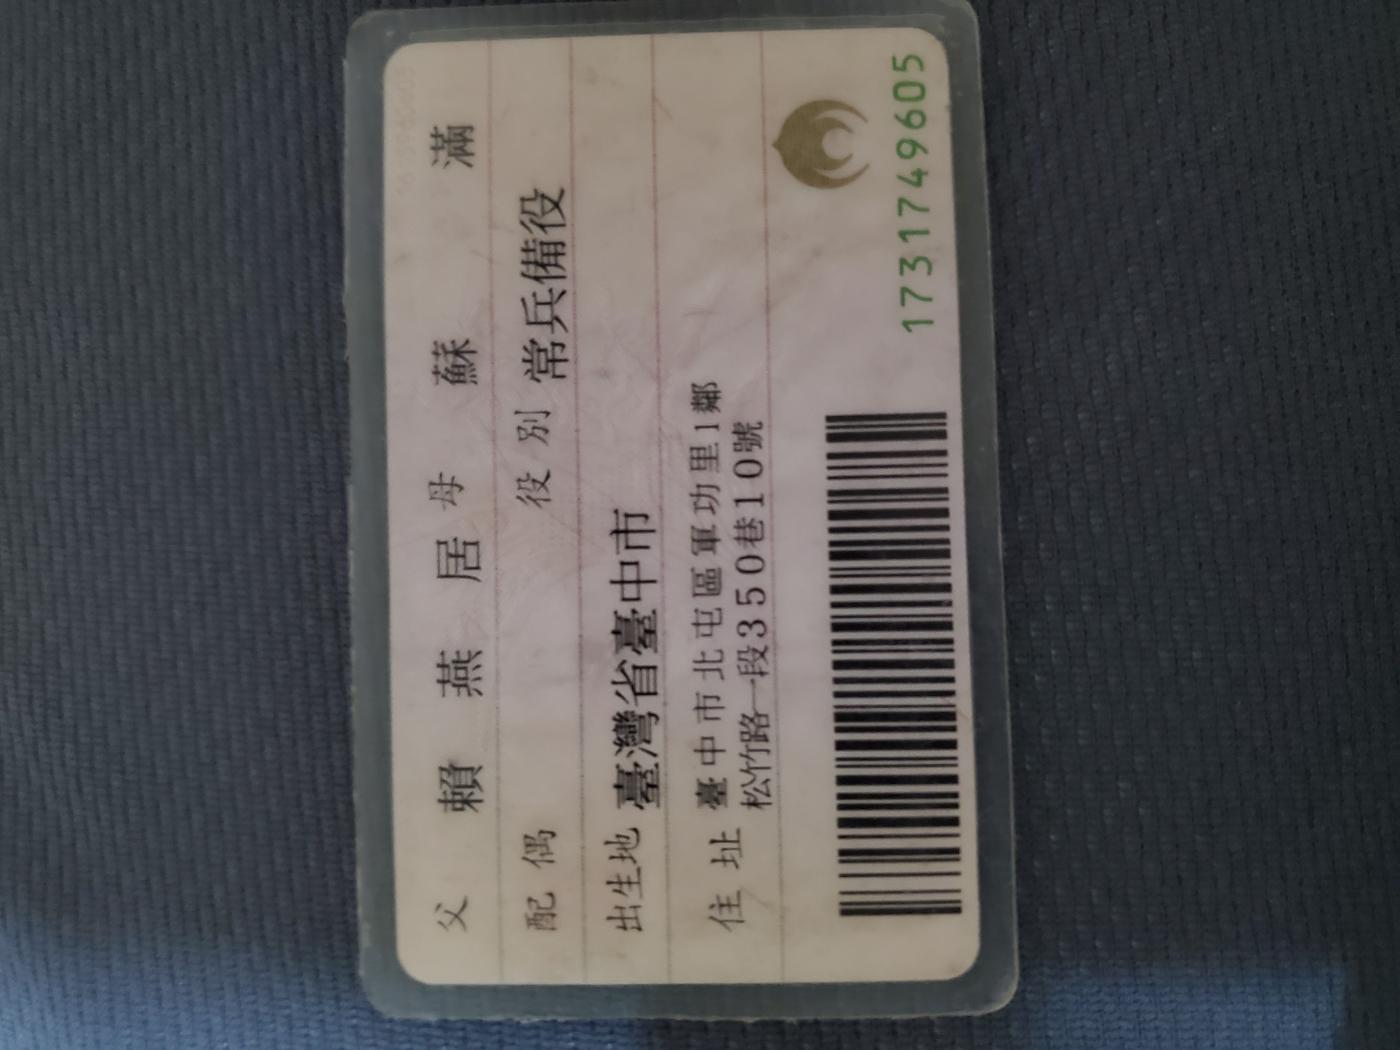 父 賴燕居 母 蘇滿
配偶 役別 常兵備役
出生地 臺灣省臺中市
住址 臺中市北屯區軍功里1鄰
松竹路一段350巷10號
1731749605